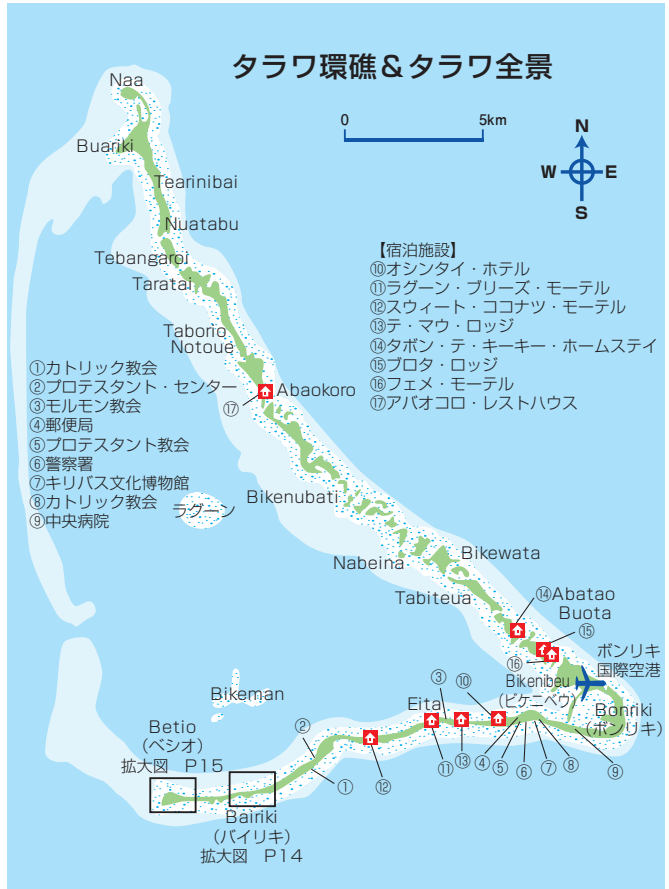 タラワ環礁&タラワ全景
0 5km
N
W E
S
Naa
Buariki
Tearinibai
Nuatabu
Tebangaroi
Taratai
Taborio
Notoue
【宿泊施設】
⑩オシンタイ・ホテル
⑪ラグーン・ブリーズ・モーテル
⑫スウィート・ココナツ・モーテル
⑬テ・マウ・ロッジ
⑭タボン・テ・キーキー・ホームステイ
⑮ブロタ・ロッジ
⑯フェメ・モーテル
⑰アバオコロ・レストハウス
①カトリック教会
②プロテスタント・センター
③モルモン教会
④郵便局
⑤プロテスタント教会
⑥警察署
⑦キリバス文化博物館
⑧カトリック教会
⑨中央病院
Abaokoro
⑰
ラグーン
Bikenubati
Nabeina
Bikewata
Tabiteua
⑭Abatao
Buota
⑮
⑯
ボンリキ
国際空港
Bikenibeu
(ビケニベウ)
Bonriki
(ボンリキ)
Bikeman
Eita
③
⑩
Betio
(ベシオ)
拡大図 P15
②
①
⑫
⑪
⑬
④
⑤
⑥
⑦
⑧
⑨
Bairiki
(バイリキ)
拡大図 P14